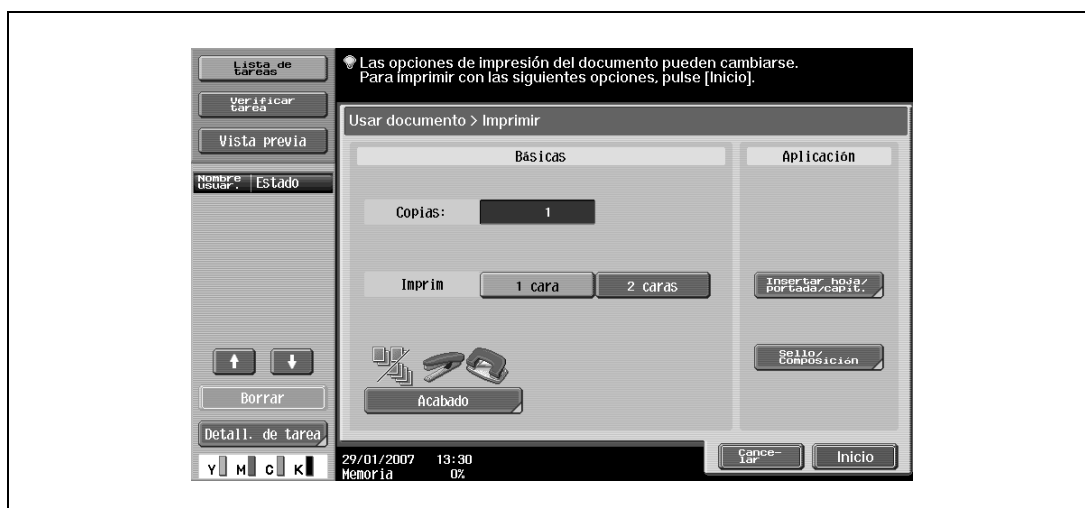 Lista de
tareas
Verificar
tarea
Vista previa
Nombre
usuar.
Estado
Borrar
Detall. de tarea
Y M C K
Las opciones de impresión del documento pueden cambiarse.
Para imprimir con las siguientes opciones, pulse [Inicio].
Usar documento > Imprimir
Básicas
Copias: 1
Imprim 1 cara 2 caras
Acabado
Aplicación
Insertar hoja/
portada/capít.
Sello/
Composición
29/01/2007 13:30
Memoria 0%
Cance-
lar
Inicio